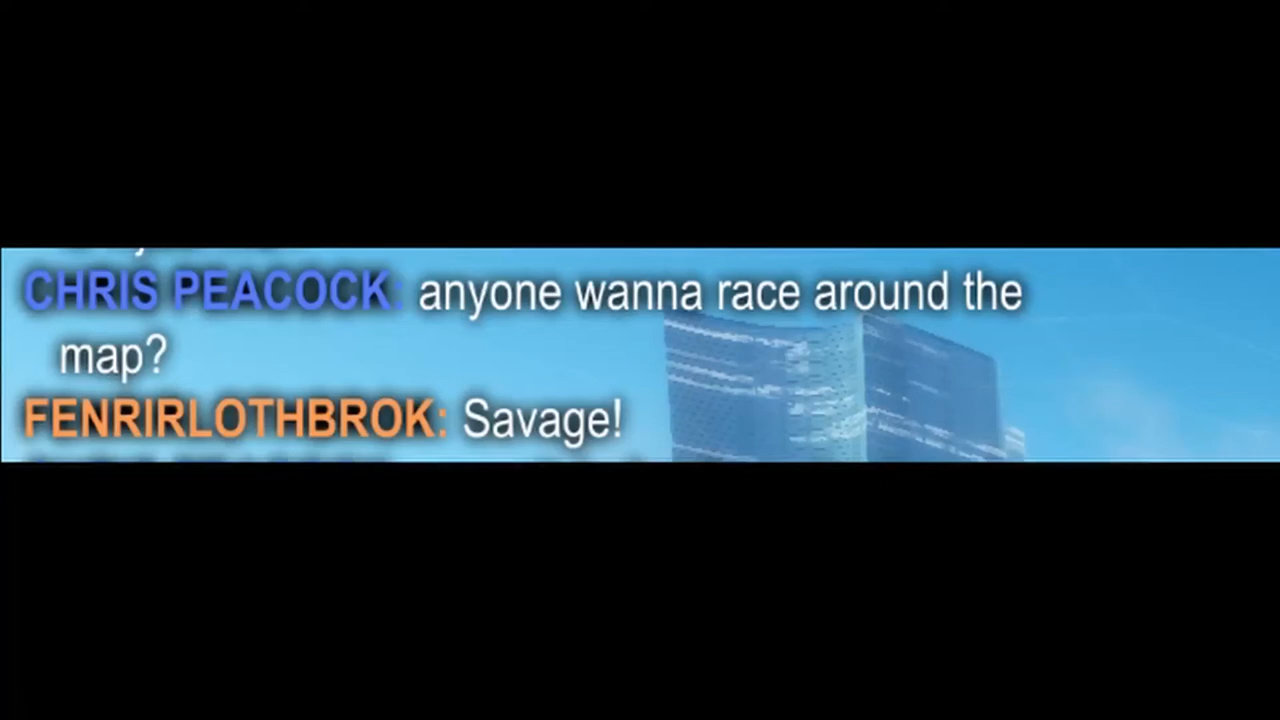 CHRIS PEACOCK: anyone wanna race around the
map?
FENRIRLOTHBROK: Savage!